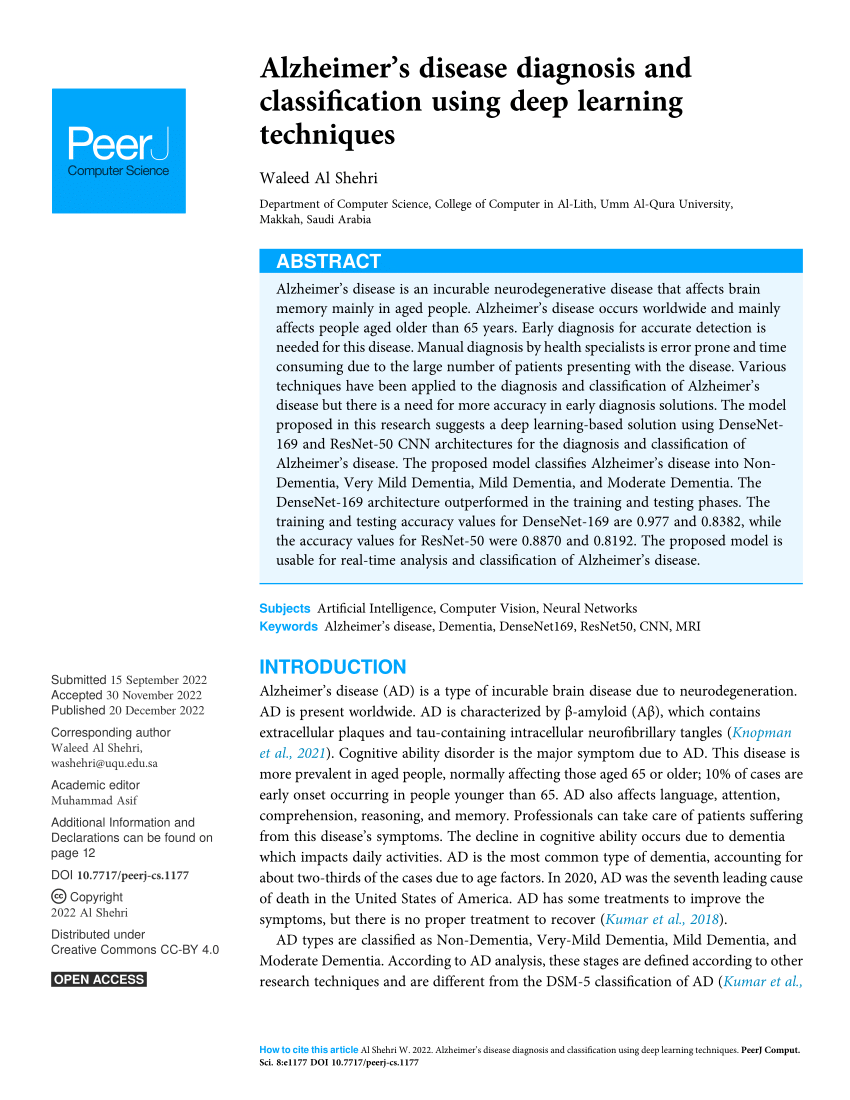 PeerJ
Computer Science
Alzheimer's disease diagnosis and
classification using deep learning
techniques
Waleed Al Shehri
Department of Computer Science, College of Computer in Al-Lith, Umm Al-Qura University,
Makkah, Saudi Arabia
ABSTRACT
Alzheimer's disease is an incurable neurodegenerative disease that affects brain
memory mainly in aged people. Alzheimer's disease occurs worldwide and mainly
affects people aged older than 65 years. Early diagnosis for accurate detection is
needed for this disease. Manual diagnosis by health specialists is error prone and time
consuming due to the large number of patients presenting with the disease. Various
techniques have been applied to the diagnosis and classification of Alzheimer's
disease but there is a need for more accuracy in early diagnosis solutions. The model
proposed in this research suggests a deep learning-based solution using DenseNet-
169 and ResNet-50 CNN architectures for the diagnosis and classification of
Alzheimer's disease. The proposed model classifies Alzheimer's disease into Non-
Dementia, Very Mild Dementia, Mild Dementia, and Moderate Dementia. The
DenseNet-169 architecture outperformed in the training and testing phases. The
training and testing accuracy values for DenseNet-169 are 0.977 and 0.8382, while
the accuracy values for ResNet-50 were 0.8870 and 0.8192. The proposed model is
usable for real-time analysis and classification of Alzheimer's disease.
Subjects Artificial Intelligence, Computer Vision, Neural Networks
Keywords Alzheimer's disease, Dementia, DenseNet169, ResNet50, CNN, MRI
INTRODUCTION
Alzheimer's disease (AD) is a type of incurable brain disease due to neurodegeneration.
AD is present worldwide. AD is characterized by β-amyloid (Aβ), which contains
extracellular plaques and tau-containing intracellular neurofibrillary tangles (Knopman
et al., 2021). Cognitive ability disorder is the major symptom due to AD. This disease is
more prevalent in aged people, normally affecting those aged 65 or older; 10% of cases are
early onset occurring in people younger than 65. AD also affects language, attention,
comprehension, reasoning, and memory. Professionals can take care of patients suffering
from this disease's symptoms. The decline in cognitive ability occurs due to dementia
which impacts daily activities. AD is the most common type of dementia, accounting for
about two-thirds of the cases due to age factors. In 2020, AD was the seventh leading cause
of death in the United States of America. AD has some treatments to improve the
symptoms, but there is no proper treatment to recover (Kumar et al., 2018).
AD types are classified as Non-Dementia, Very-Mild Dementia, Mild Dementia, and
Moderate Dementia. According to AD analysis, these stages are defined according to other
research techniques and are different from the DSM-5 classification of AD (Kumar et al.,
Submitted 15 September 2022
Accepted 30 November 2022
Published 20 December 2022
Corresponding author
Waleed Al Shehri,
washehri@uqu.edu.sa
Academic editor
Muhammad Asif
Additional Information and
Declarations can be found on
page 12
DOI 10.7717/peerj-cs.1177
cc Copyright
2022 Al Shehri
Distributed under
Creative Commons CC-BY 4.0
OPEN ACCESS
How to cite this article Al Shehri W. 2022. Alzheimer's disease diagnosis and classification using deep learning techniques. PeerJ Comput.
Sci. 8:e1177 DOI 10.7717/peerj-cs.1177